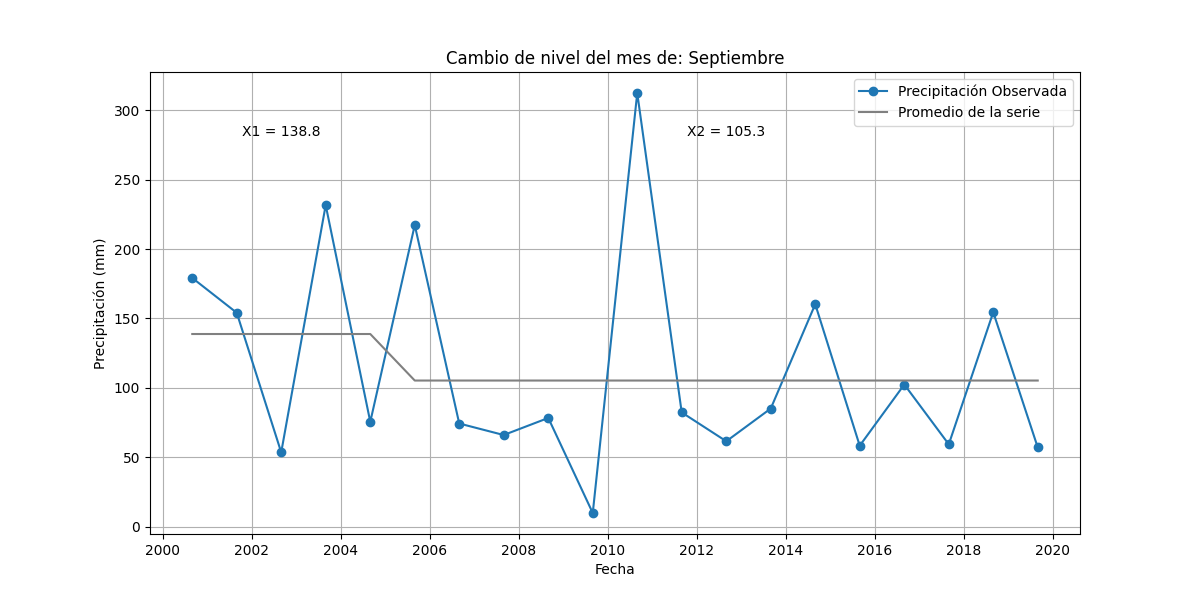 Cambio de nivel del mes de: Septiembre
Precipitación Observada
Promedio de la serie
X1 = 138.8
X2 = 105.3
Precipitación (mm)
300
250
200
150
100
50
0
2000 2002 2004 2006 2008 2010 2012 2014 2016 2018 2020
Fecha